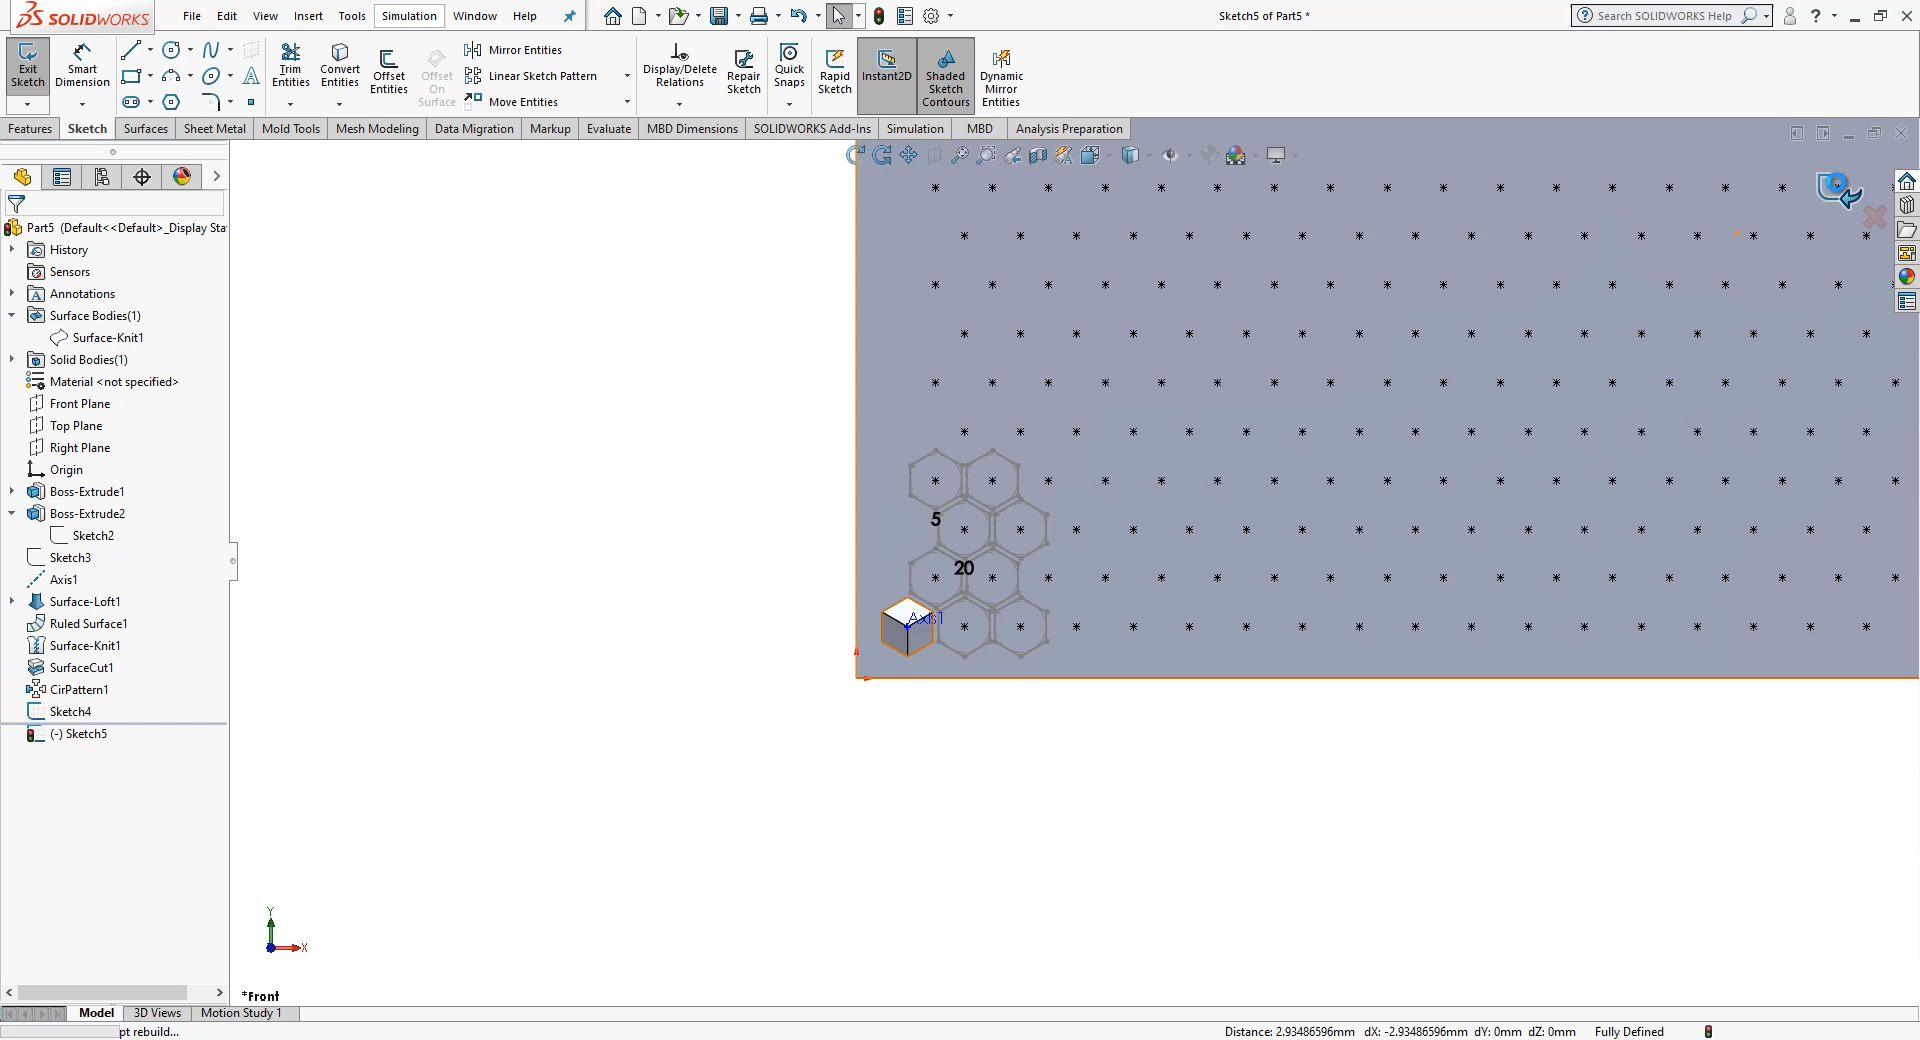 SOLIDWORKS File Edit View Insert Tools Simulation Window Help Sketch5 of Part5 * Search SOLIDWORKS Help
Exit Sketch Smart Dimension Trim Entities Convert Entities Offset Entities Offset On Surface Mirror Entities Linear Sketch Pattern Move Entities Display/Delete Relations Repair Sketch Quick Snaps Rapid Sketch Instant2D Shaded Sketch Contours Dynamic Mirror Entities
Features Sketch Surfaces Sheet Metal Mold Tools Mesh Modeling Data Migration Markup Evaluate MBD Dimensions SOLIDWORKS Add-Ins Simulation MBD Analysis Preparation
Part5 (Default<<Default>_Display Sta
History
Sensors
Annotations
Surface Bodies(1)
Surface-Knit1
Solid Bodies(1)
Material <not specified>
Front Plane
Top Plane
Right Plane
Origin
Boss-Extrude1
Boss-Extrude2
Sketch2
Sketch3
Axis1
Surface-Loft1
Ruled Surface1
Surface-Knit1
SurfaceCut1
CirPattern1
Sketch4
(-) Sketch5
5
20
Axis1
Y
X
*Front
Model 3D Views Motion Study 1
pt rebuild... Distance: 2.93486596mm dX: -2.93486596mm dY: 0mm dZ: 0mm Fully Defined